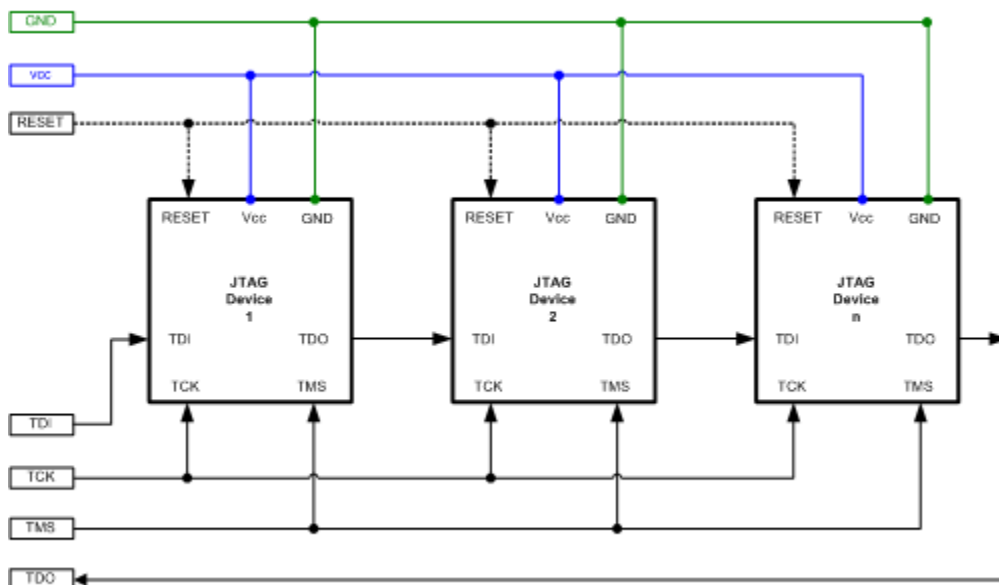 GND
vcc
RESET
RESET Vcc GND
JTAG
Device
1
TDI TDO
TCK TMS
RESET Vcc GND
JTAG
Device
2
TDI TDO
TCK TMS
RESET Vcc GND
JTAG
Device
n
TDI TDO
TCK TMS
TDI
TCK
TMS
TDO